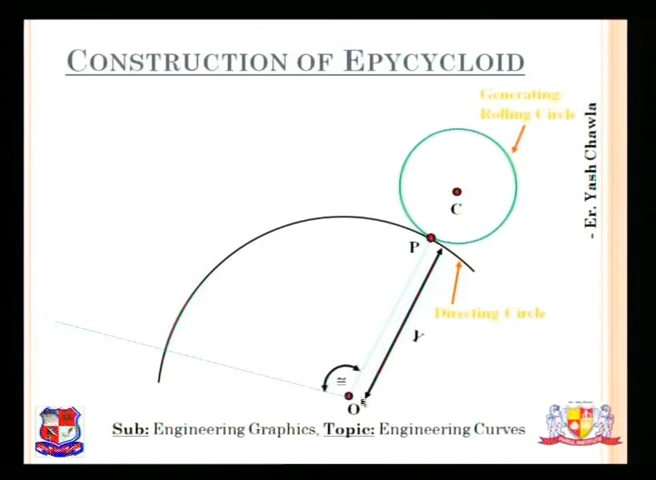 CONSTRUCTION OF EPYCYCLOID
Generating/
Rolling Circle
- Er. Yash Chawla
C
P
Directing Circle
Y
≅
O
Sub: Engineering Graphics, Topic: Engineering Curves